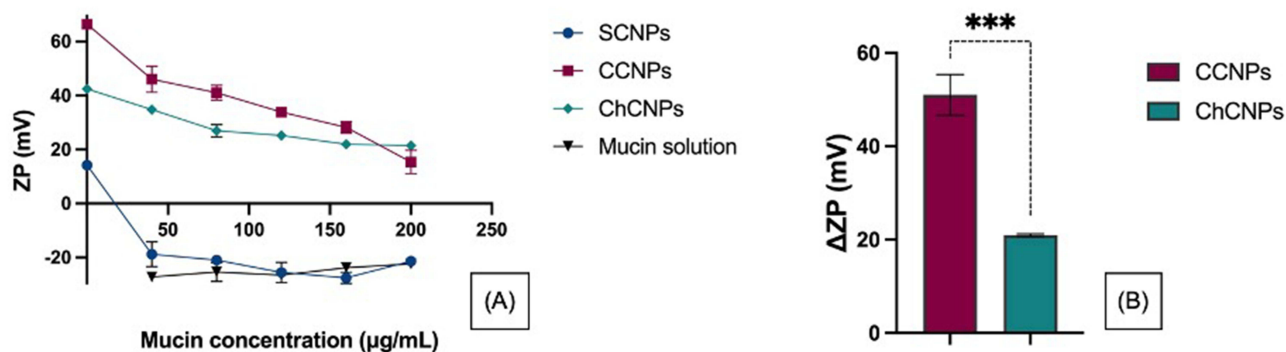 60
40
20
0
-20
50 100 150 200 250
ZP (mV)
Mucin concentration (µg/mL)
SCNPs
CCNPs
ChCNPs
Mucin solution
(A)
***
60
40
20
0
ΔZP (mV)
CCNPs
ChCNPs
(B)